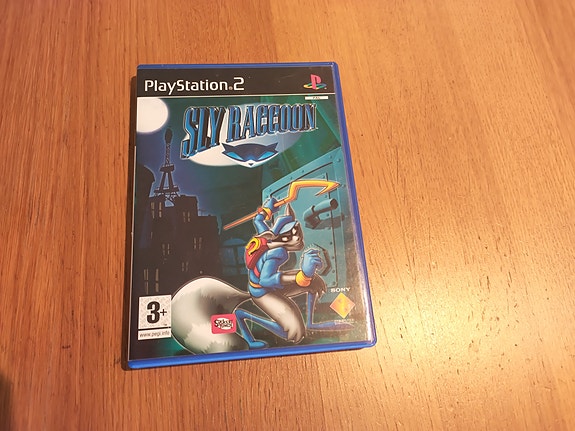 PlayStation 2
SLY RACCOON
SONY
3+
www.pegi.info